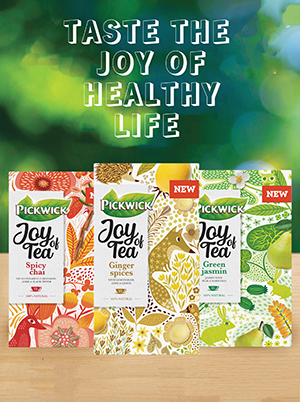 TASTE THE
JOY OF
HEALTHY
LIFE
PICKWICK
Joy of
Tea
Spicy
chai
100% NATURAL
NEW
PICKWICK
Joy of
Tea
Ginger
spices
100% NATURAL
NEW
PICKWICK
Joy of
Tea
Green
jasmin
100% NATURAL